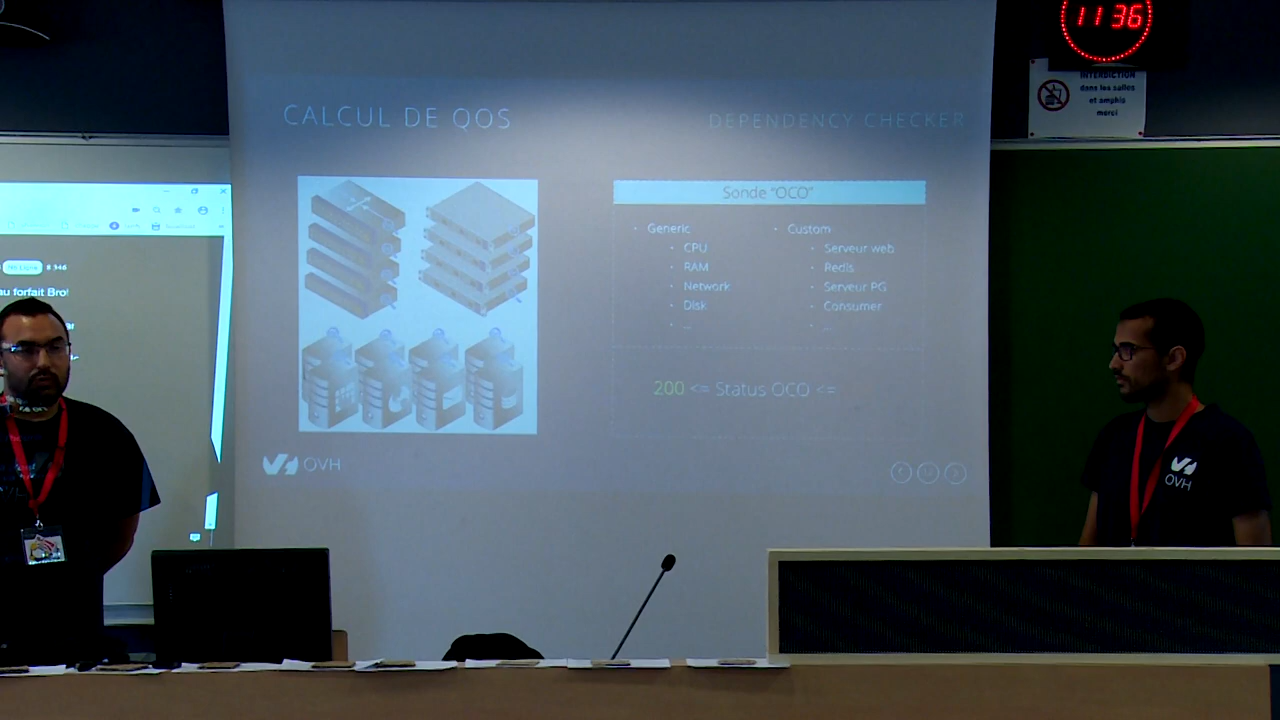 11 36
INTERDICTION
dans les salles
et amphis
merci
CALCUL DE QOS
DEPENDENCY CHECKER
Sonde "OCO"
Generic
CPU
RAM
Network
Disk
...
Custom
Serveur web
Redis
Serveur PG
Consumer
...
200 <= Status OCO <=
OVH
au forfait Bro!
OVH